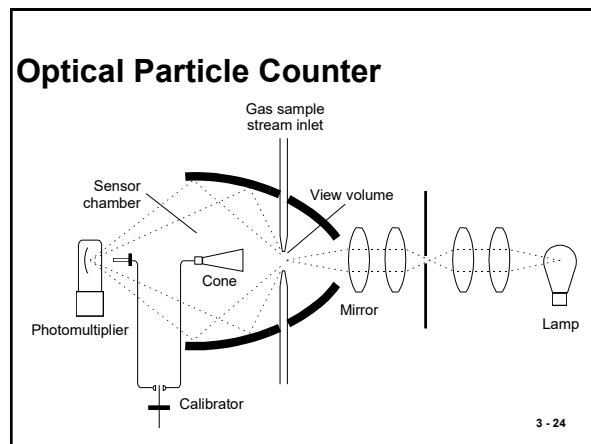 Optical Particle Counter
Gas sample
stream inlet
Sensor
chamber
View volume
Cone
Mirror
Photomultiplier
Lamp
Calibrator
3 - 24